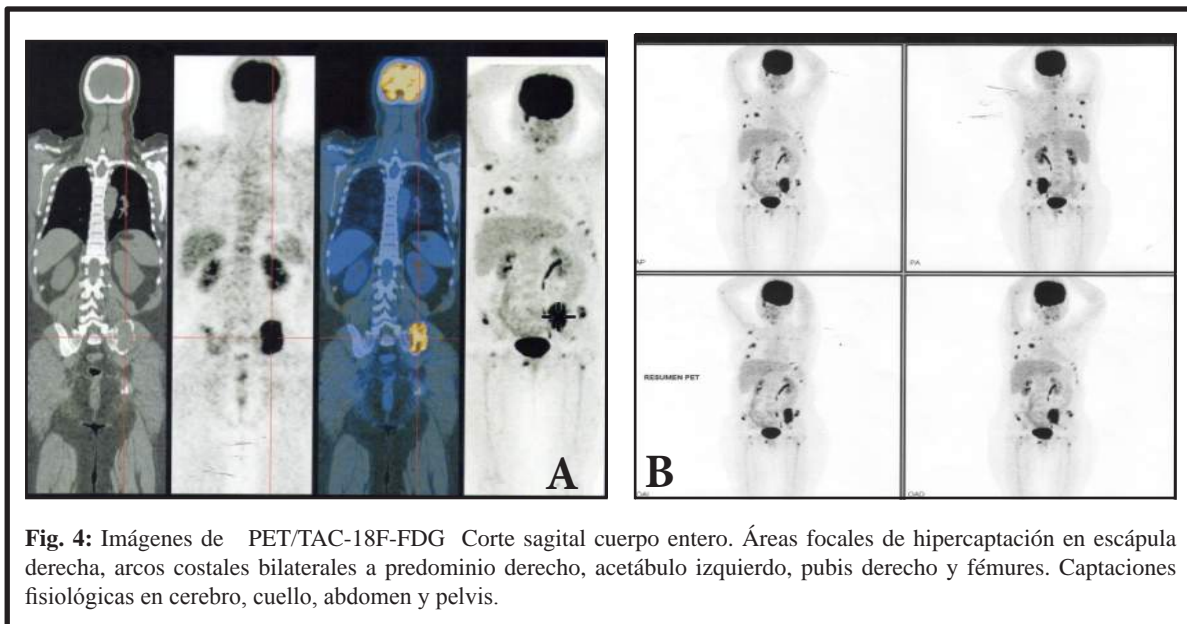 A
B
AP
PA
RESUMEN PET
OAD
Fig. 4: Imágenes de PET/TAC-18F-FDG Corte sagital cuerpo entero. Áreas focales de hipercaptación en escápula
derecha, arcos costales bilaterales a predominio derecho, acetábulo izquierdo, pubis derecho y fémures. Captaciones
fisiológicas en cerebro, cuello, abdomen y pelvis.